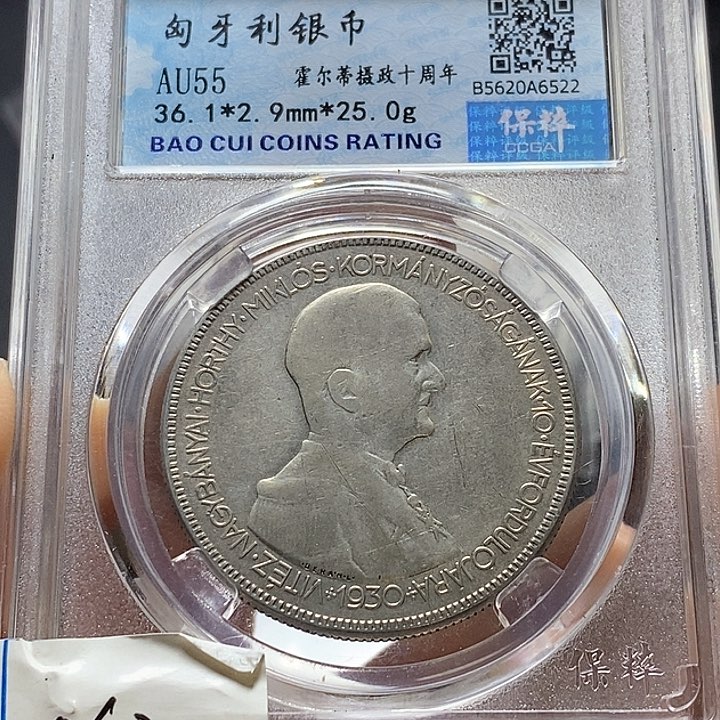 匈牙利银币
AU55 霍尔蒂摄政十周年
B5620A6522
36.1*2.9mm*25.0g
BAO CUI COINS RATING
保粹
CCGA
VITÉZ·NAGYBÁNYAI·HORTHY·MIKLÓS·KORMÁNYZÓSÁGÁNAK·10·ÉVFORDULÓJÁRA
1930
BERÁN L.
保粹